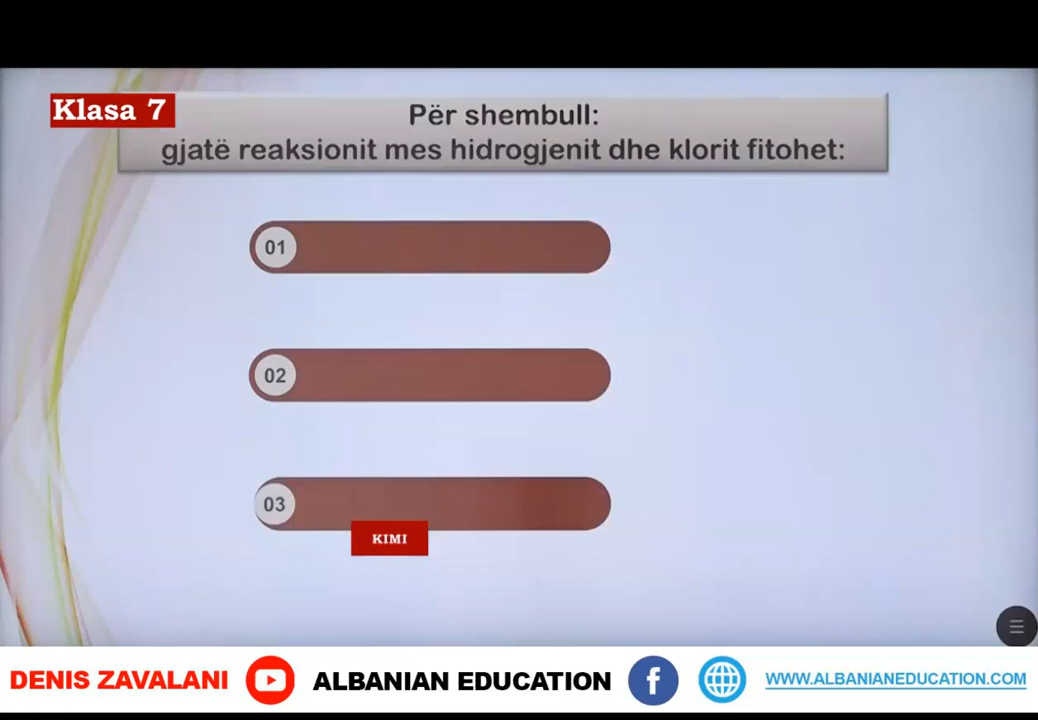 Klasa 7
Për shembull:
gjatë reaksionit mes hidrogjenit dhe klorit fitohet:
01
02
03
KIMI
DENIS ZAVALANI
ALBANIAN EDUCATION
f
WWW.ALBANIANEDUCATION.COM